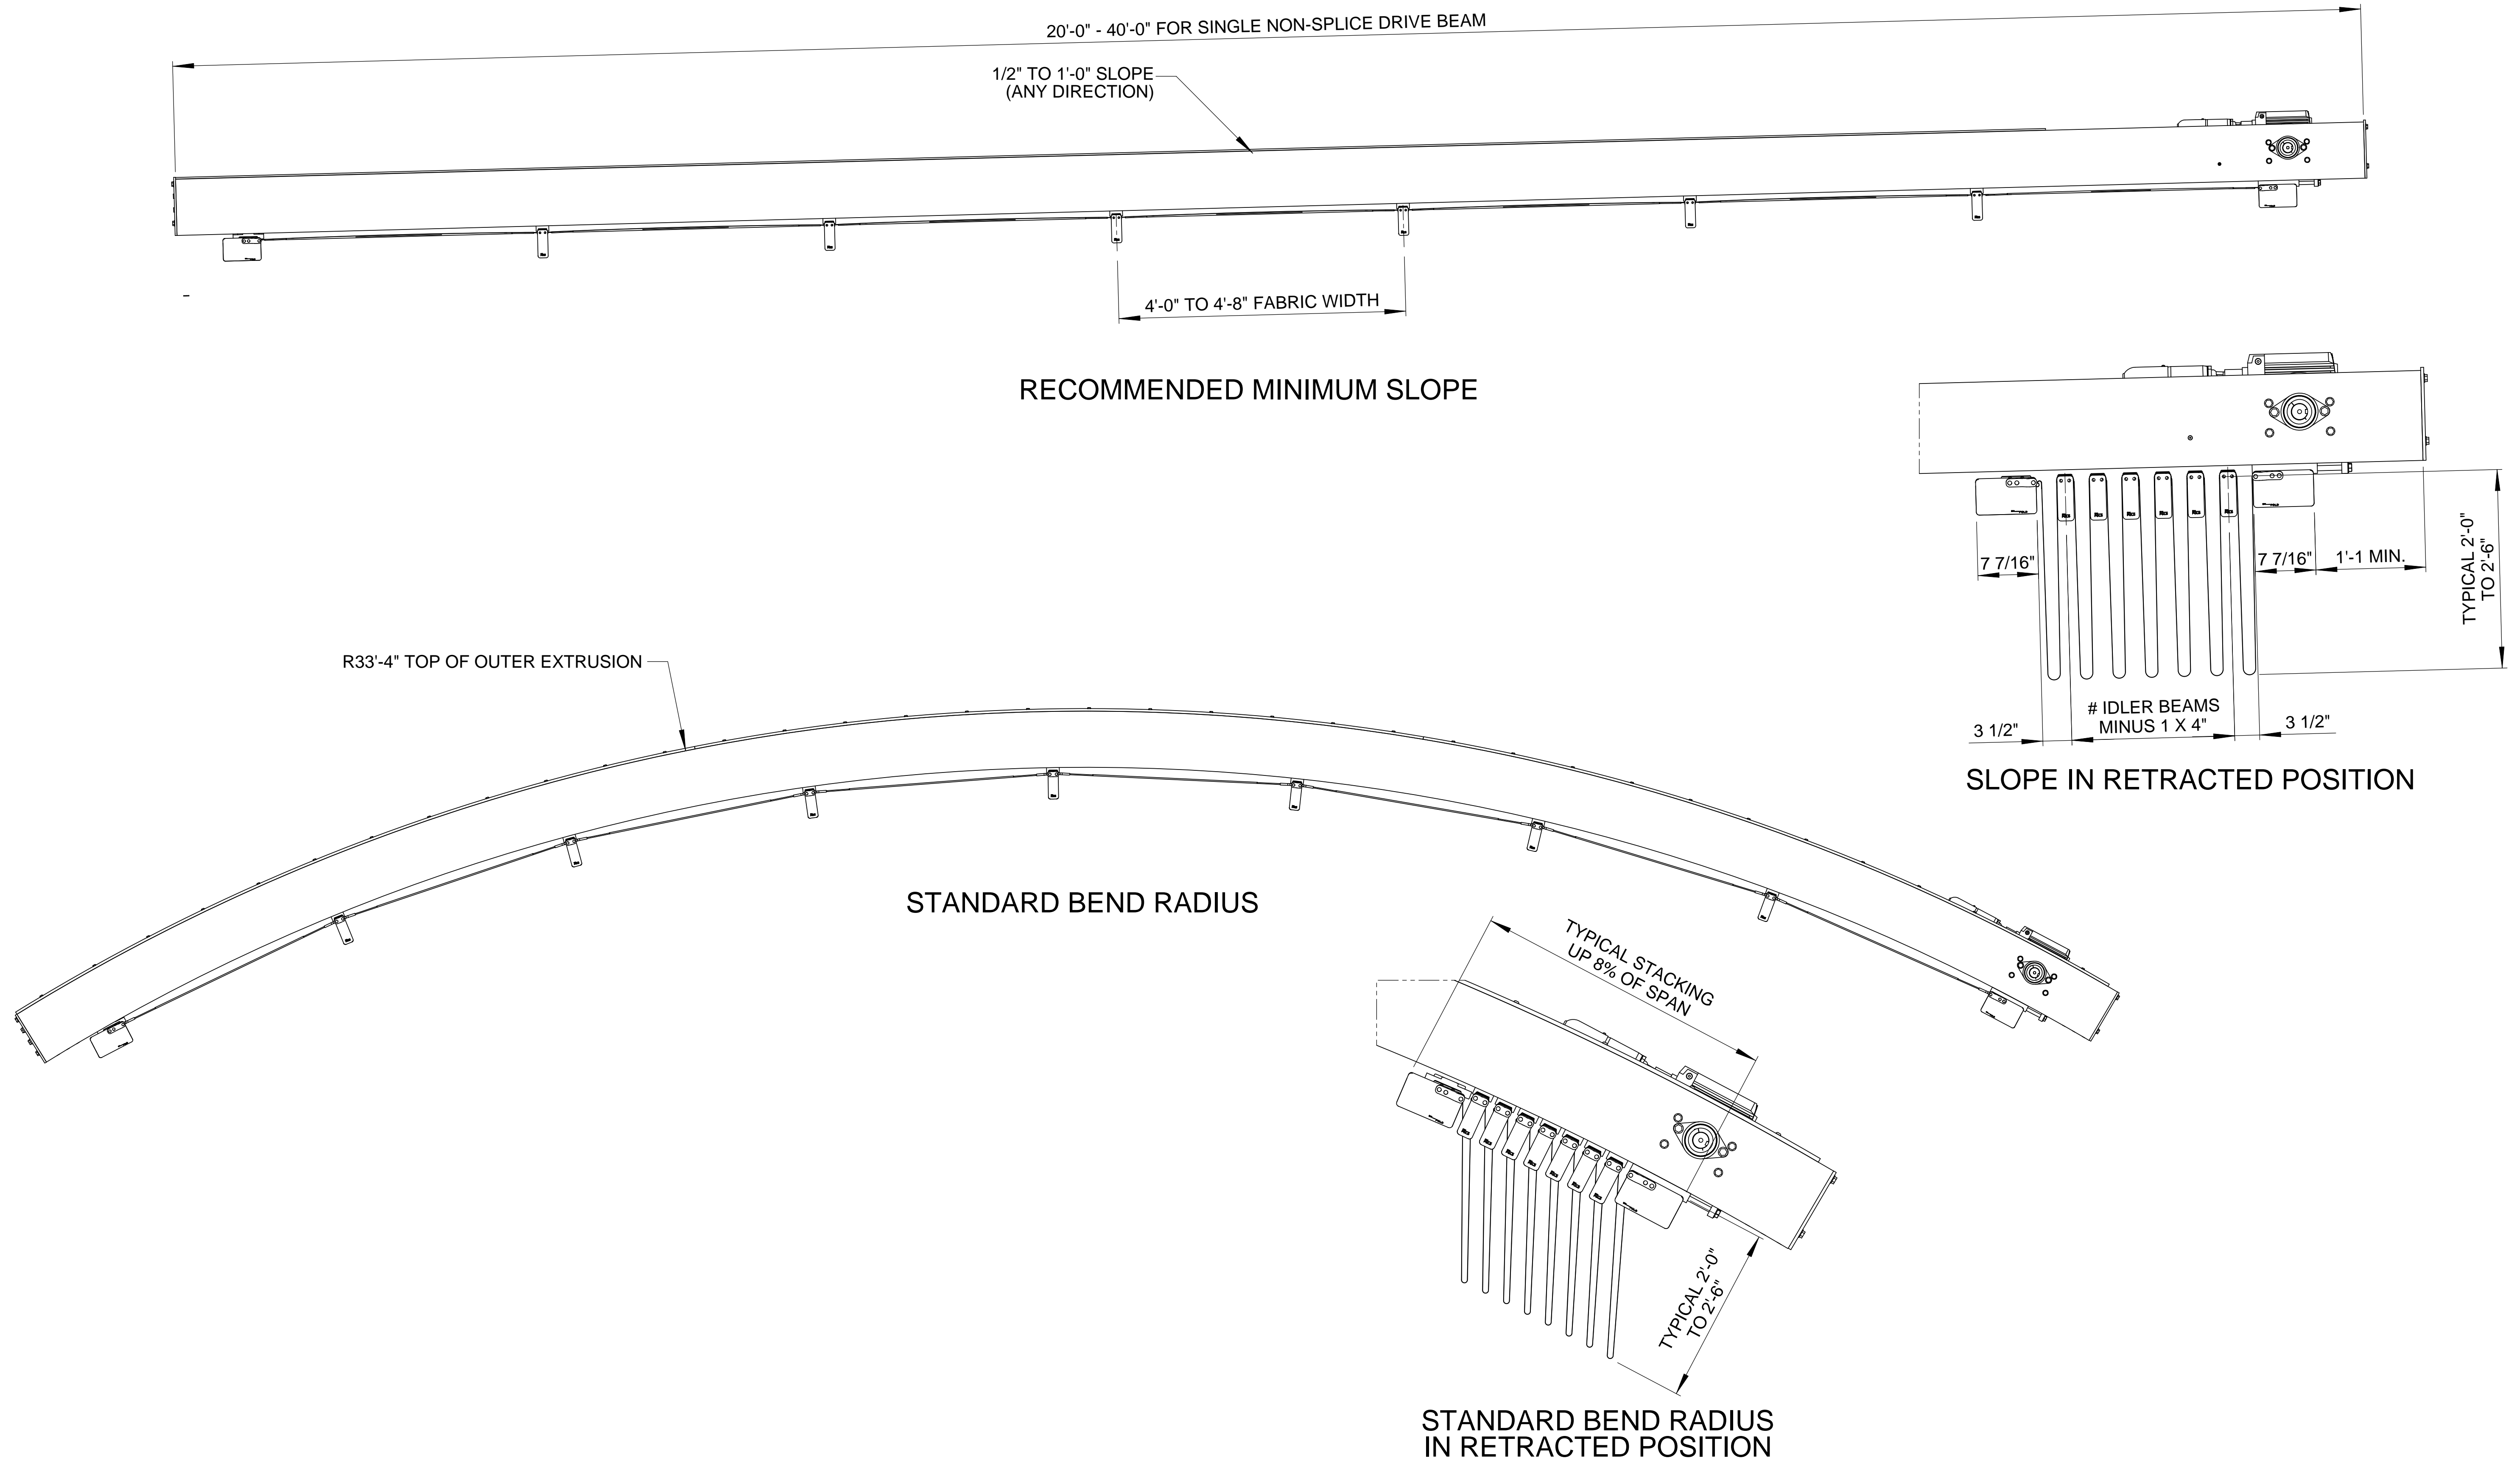 20'-0" - 40'-0" FOR SINGLE NON-SPLICE DRIVE BEAM
1/2" TO 1'-0" SLOPE
(ANY DIRECTION)
4'-0" TO 4'-8" FABRIC WIDTH
RECOMMENDED MINIMUM SLOPE
7 7/16"
7 7/16"
1'-1 MIN.
TYPICAL 2'-0"
TO 2'-6"
3 1/2"
# IDLER BEAMS
MINUS 1 X 4"
3 1/2"
SLOPE IN RETRACTED POSITION
R33'-4" TOP OF OUTER EXTRUSION
STANDARD BEND RADIUS
TYPICAL STACKING
UP 8% OF SPAN
TYPICAL 2'-0"
TO 2'-6"
STANDARD BEND RADIUS
IN RETRACTED POSITION